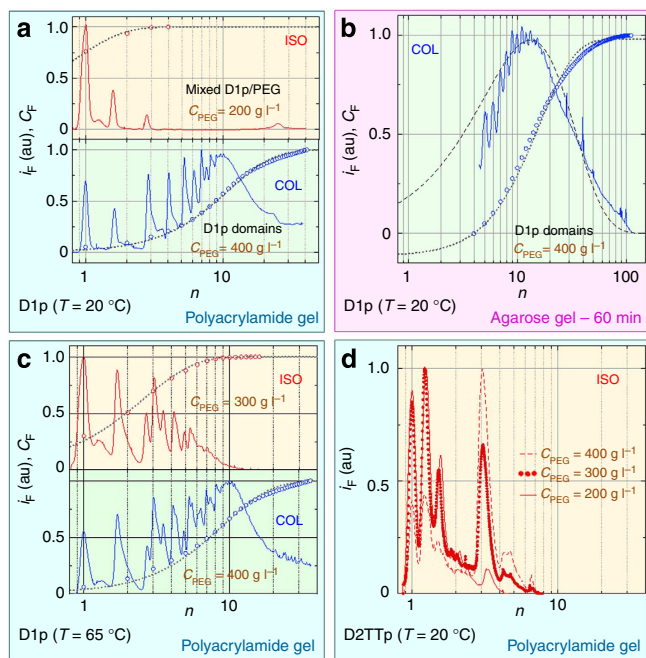 a
ISO
Mixed D1p/PEG
C_PEG = 200 g l⁻¹
1.0
0.5
0
i_F (au), C_F
COL
D1p domains
C_PEG = 400 g l⁻¹
1.0
0.5
0
1
10
n
D1p (T = 20 °C)
Polyacrylamide gel
b
COL
1.0
0.5
0
i_F (au), C_F
D1p domains
C_PEG = 400 g l⁻¹
1
10
100
n
D1p (T = 20 °C)
Agarose gel – 60 min
c
ISO
C_PEG = 300 g l⁻¹
1.0
0.5
0
i_F (au), C_F
COL
C_PEG = 400 g l⁻¹
0.5
0
1
10
n
D1p (T = 65 °C)
Polyacrylamide gel
d
ISO
1.0
0.5
0
i_F (au)
C_PEG = 400 g l⁻¹
C_PEG = 300 g l⁻¹
C_PEG = 200 g l⁻¹
1
10
n
D2TTp (T = 20 °C)
Polyacrylamide gel